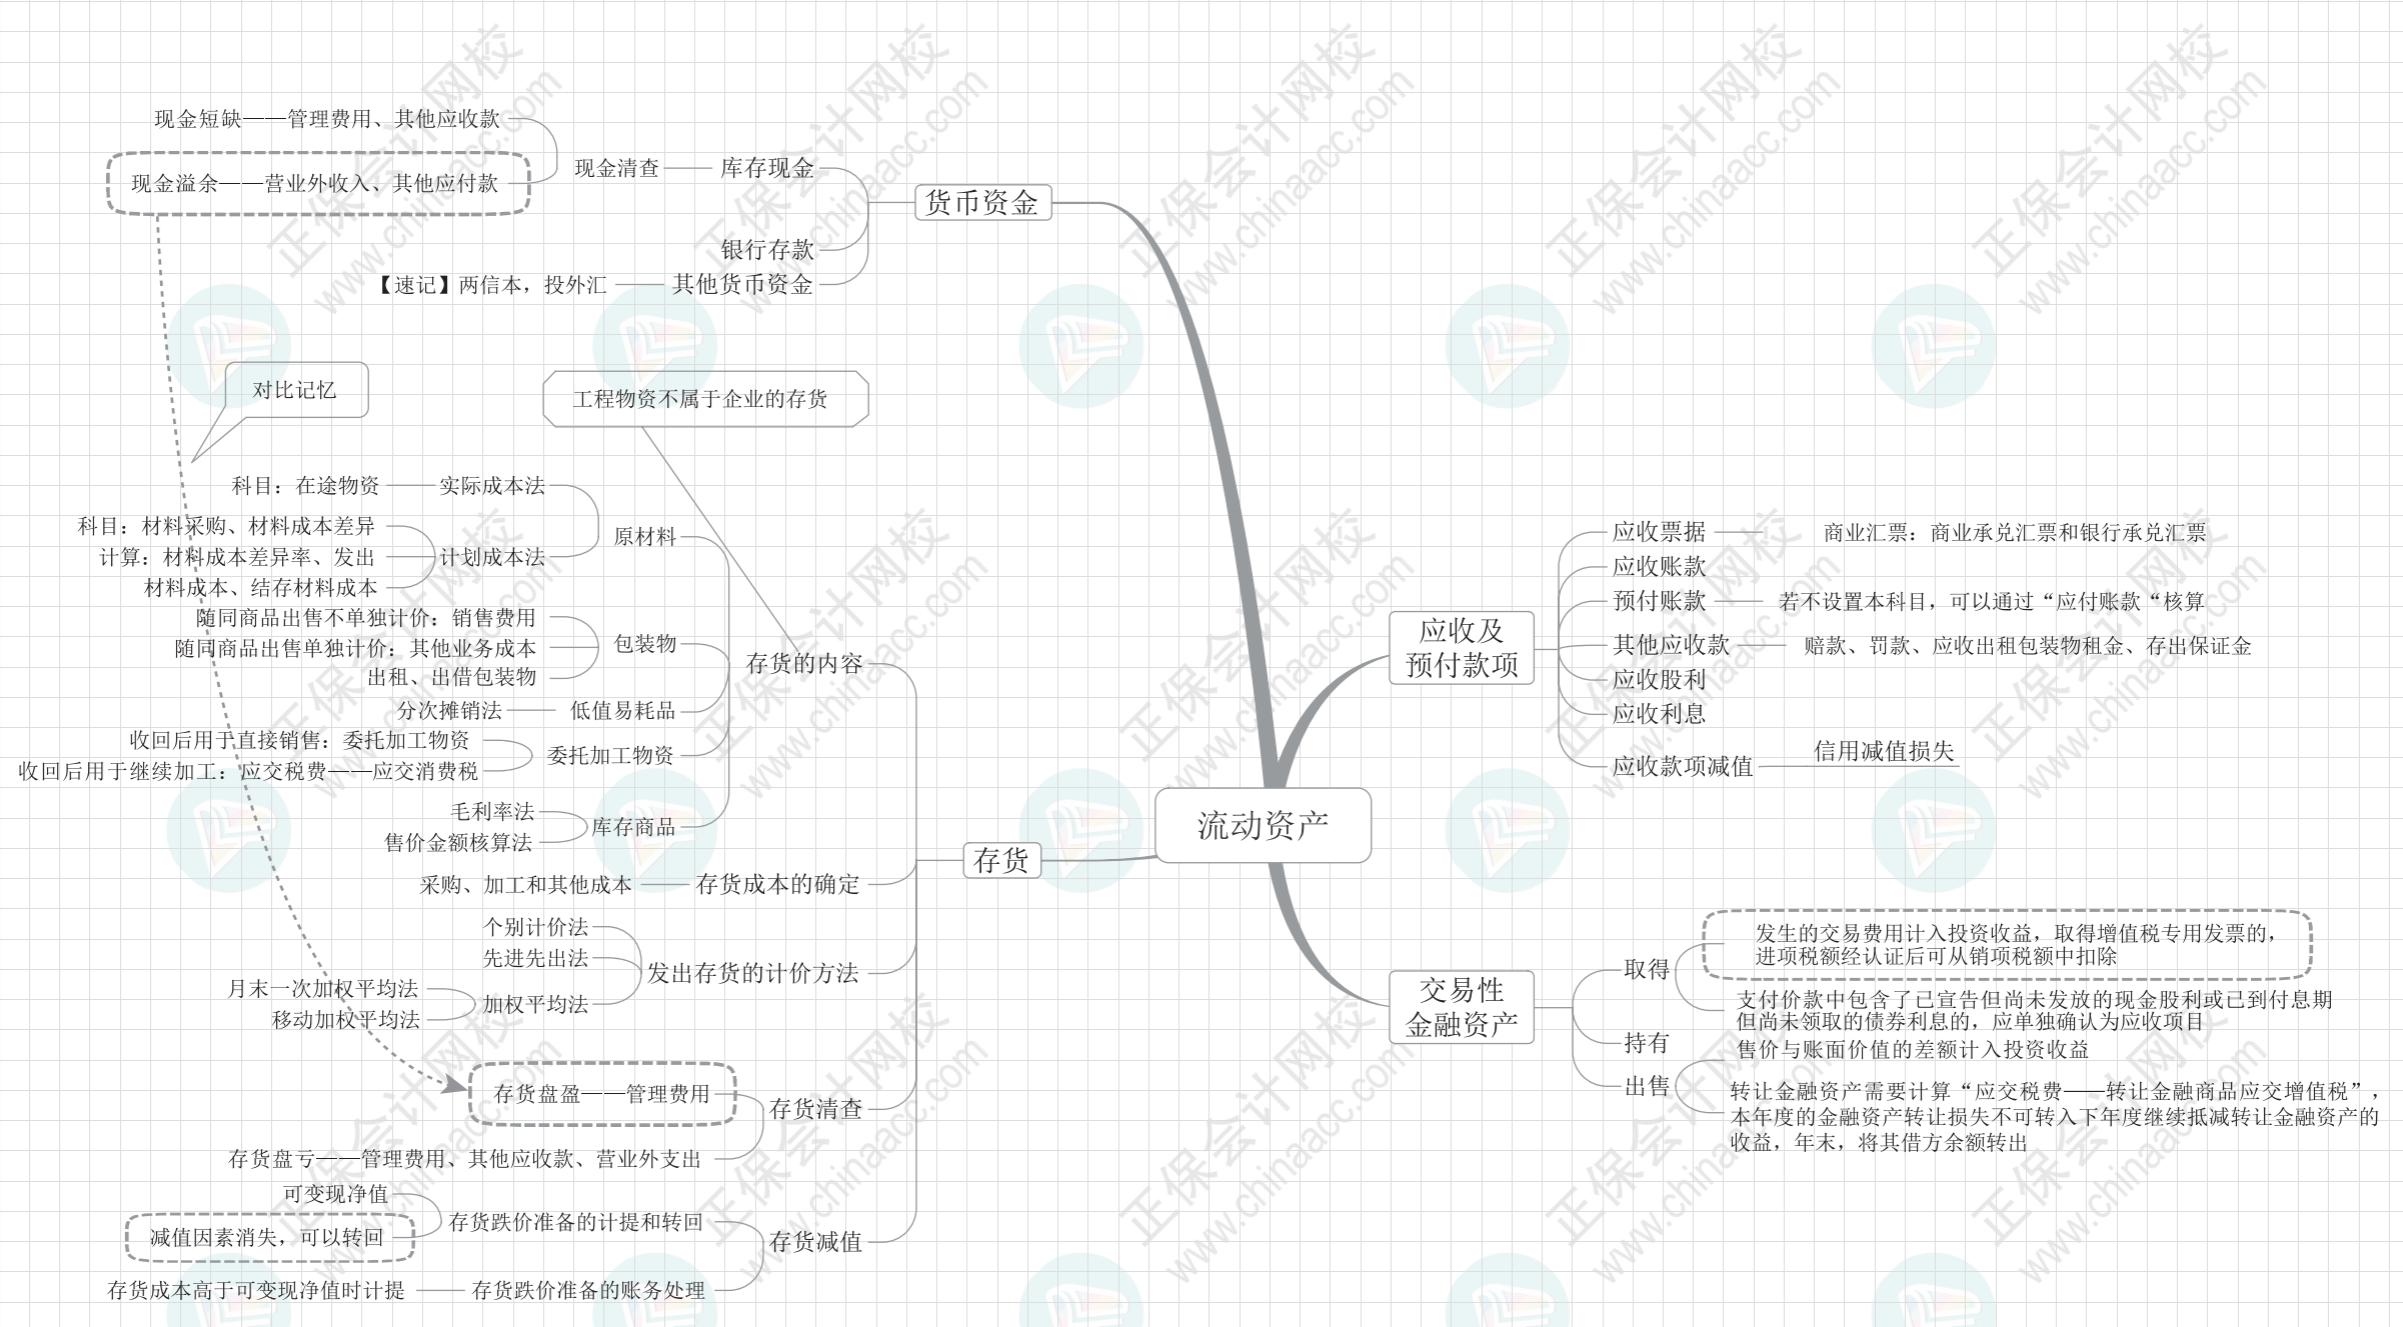 流动资产
货币资金
库存现金
现金清查
现金短缺——管理费用、其他应收款
现金溢余——营业外收入、其他应付款
银行存款
其他货币资金
【速记】两信本，投外汇
对比记忆
工程物资不属于企业的存货
存货
存货的内容
原材料
实际成本法
科目：在途物资
计划成本法
科目：材料采购、材料成本差异
计算：材料成本差异率、发出
材料成本、结存材料成本
包装物
随同商品出售不单独计价：销售费用
随同商品出售单独计价：其他业务成本
出租、出借包装物
低值易耗品
分次摊销法
委托加工物资
收回后用于直接销售：委托加工物资
收回后用于继续加工：应交税费——应交消费税
库存商品
毛利率法
售价金额核算法
存货成本的确定
采购、加工和其他成本
发出存货的计价方法
个别计价法
先进先出法
加权平均法
月末一次加权平均法
移动加权平均法
存货清查
存货盘盈——管理费用
存货盘亏——管理费用、其他应收款、营业外支出
存货减值
存货跌价准备的计提和转回
可变现净值
减值因素消失，可以转回
存货跌价准备的账务处理
存货成本高于可变现净值时计提
应收及
预付款项
应收票据
商业汇票：商业承兑汇票和银行承兑汇票
应收账款
预付账款
若不设置本科目，可以通过“应付账款“核算
其他应收款
赔款、罚款、应收出租包装物租金、存出保证金
应收股利
应收利息
应收款项减值
信用减值损失
交易性
金融资产
取得
发生的交易费用计入投资收益，取得增值税专用发票的，
进项税额经认证后可从销项税额中扣除
支付价款中包含了已宣告但尚未发放的现金股利或已到付息期
但尚未领取的债券利息的，应单独确认为应收项目
持有
出售
售价与账面价值的差额计入投资收益
转让金融资产需要计算“应交税费——转让金融商品应交增值税”，
本年度的金融资产转让损失不可转入下年度继续抵减转让金融资产的
收益，年末，将其借方余额转出
正保会计网校
www.chinaacc.com